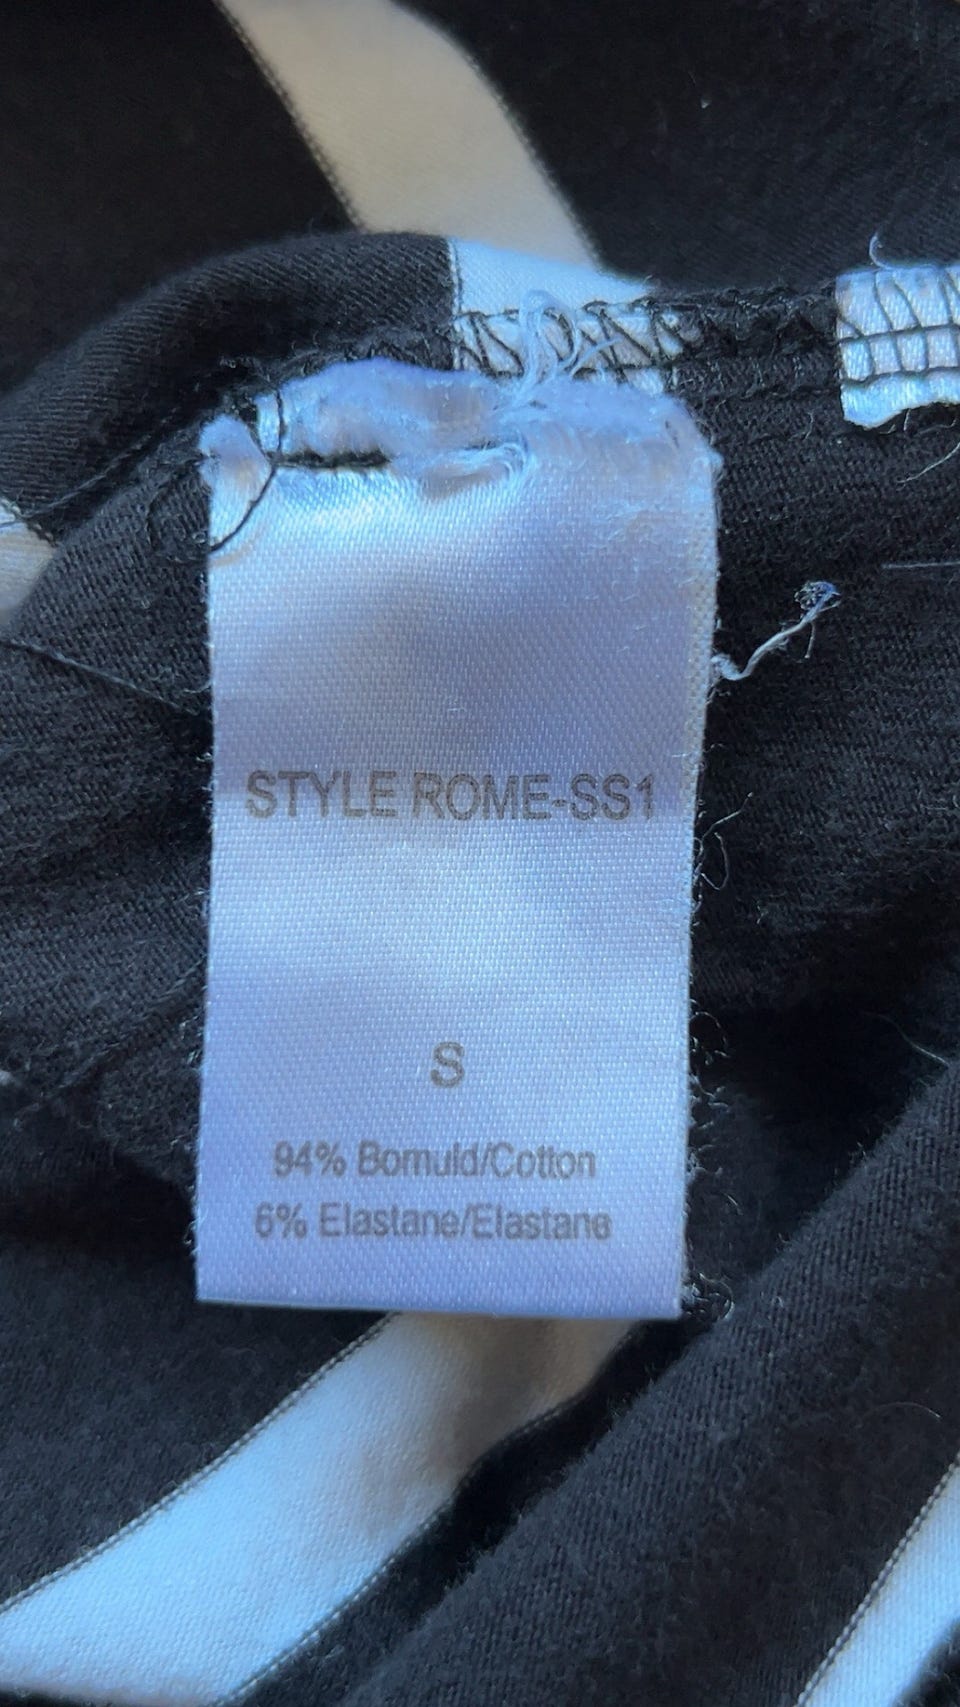 STYLE ROME-SS1
S
94% Bomuld/Cotton
6% Elastane/Elastane